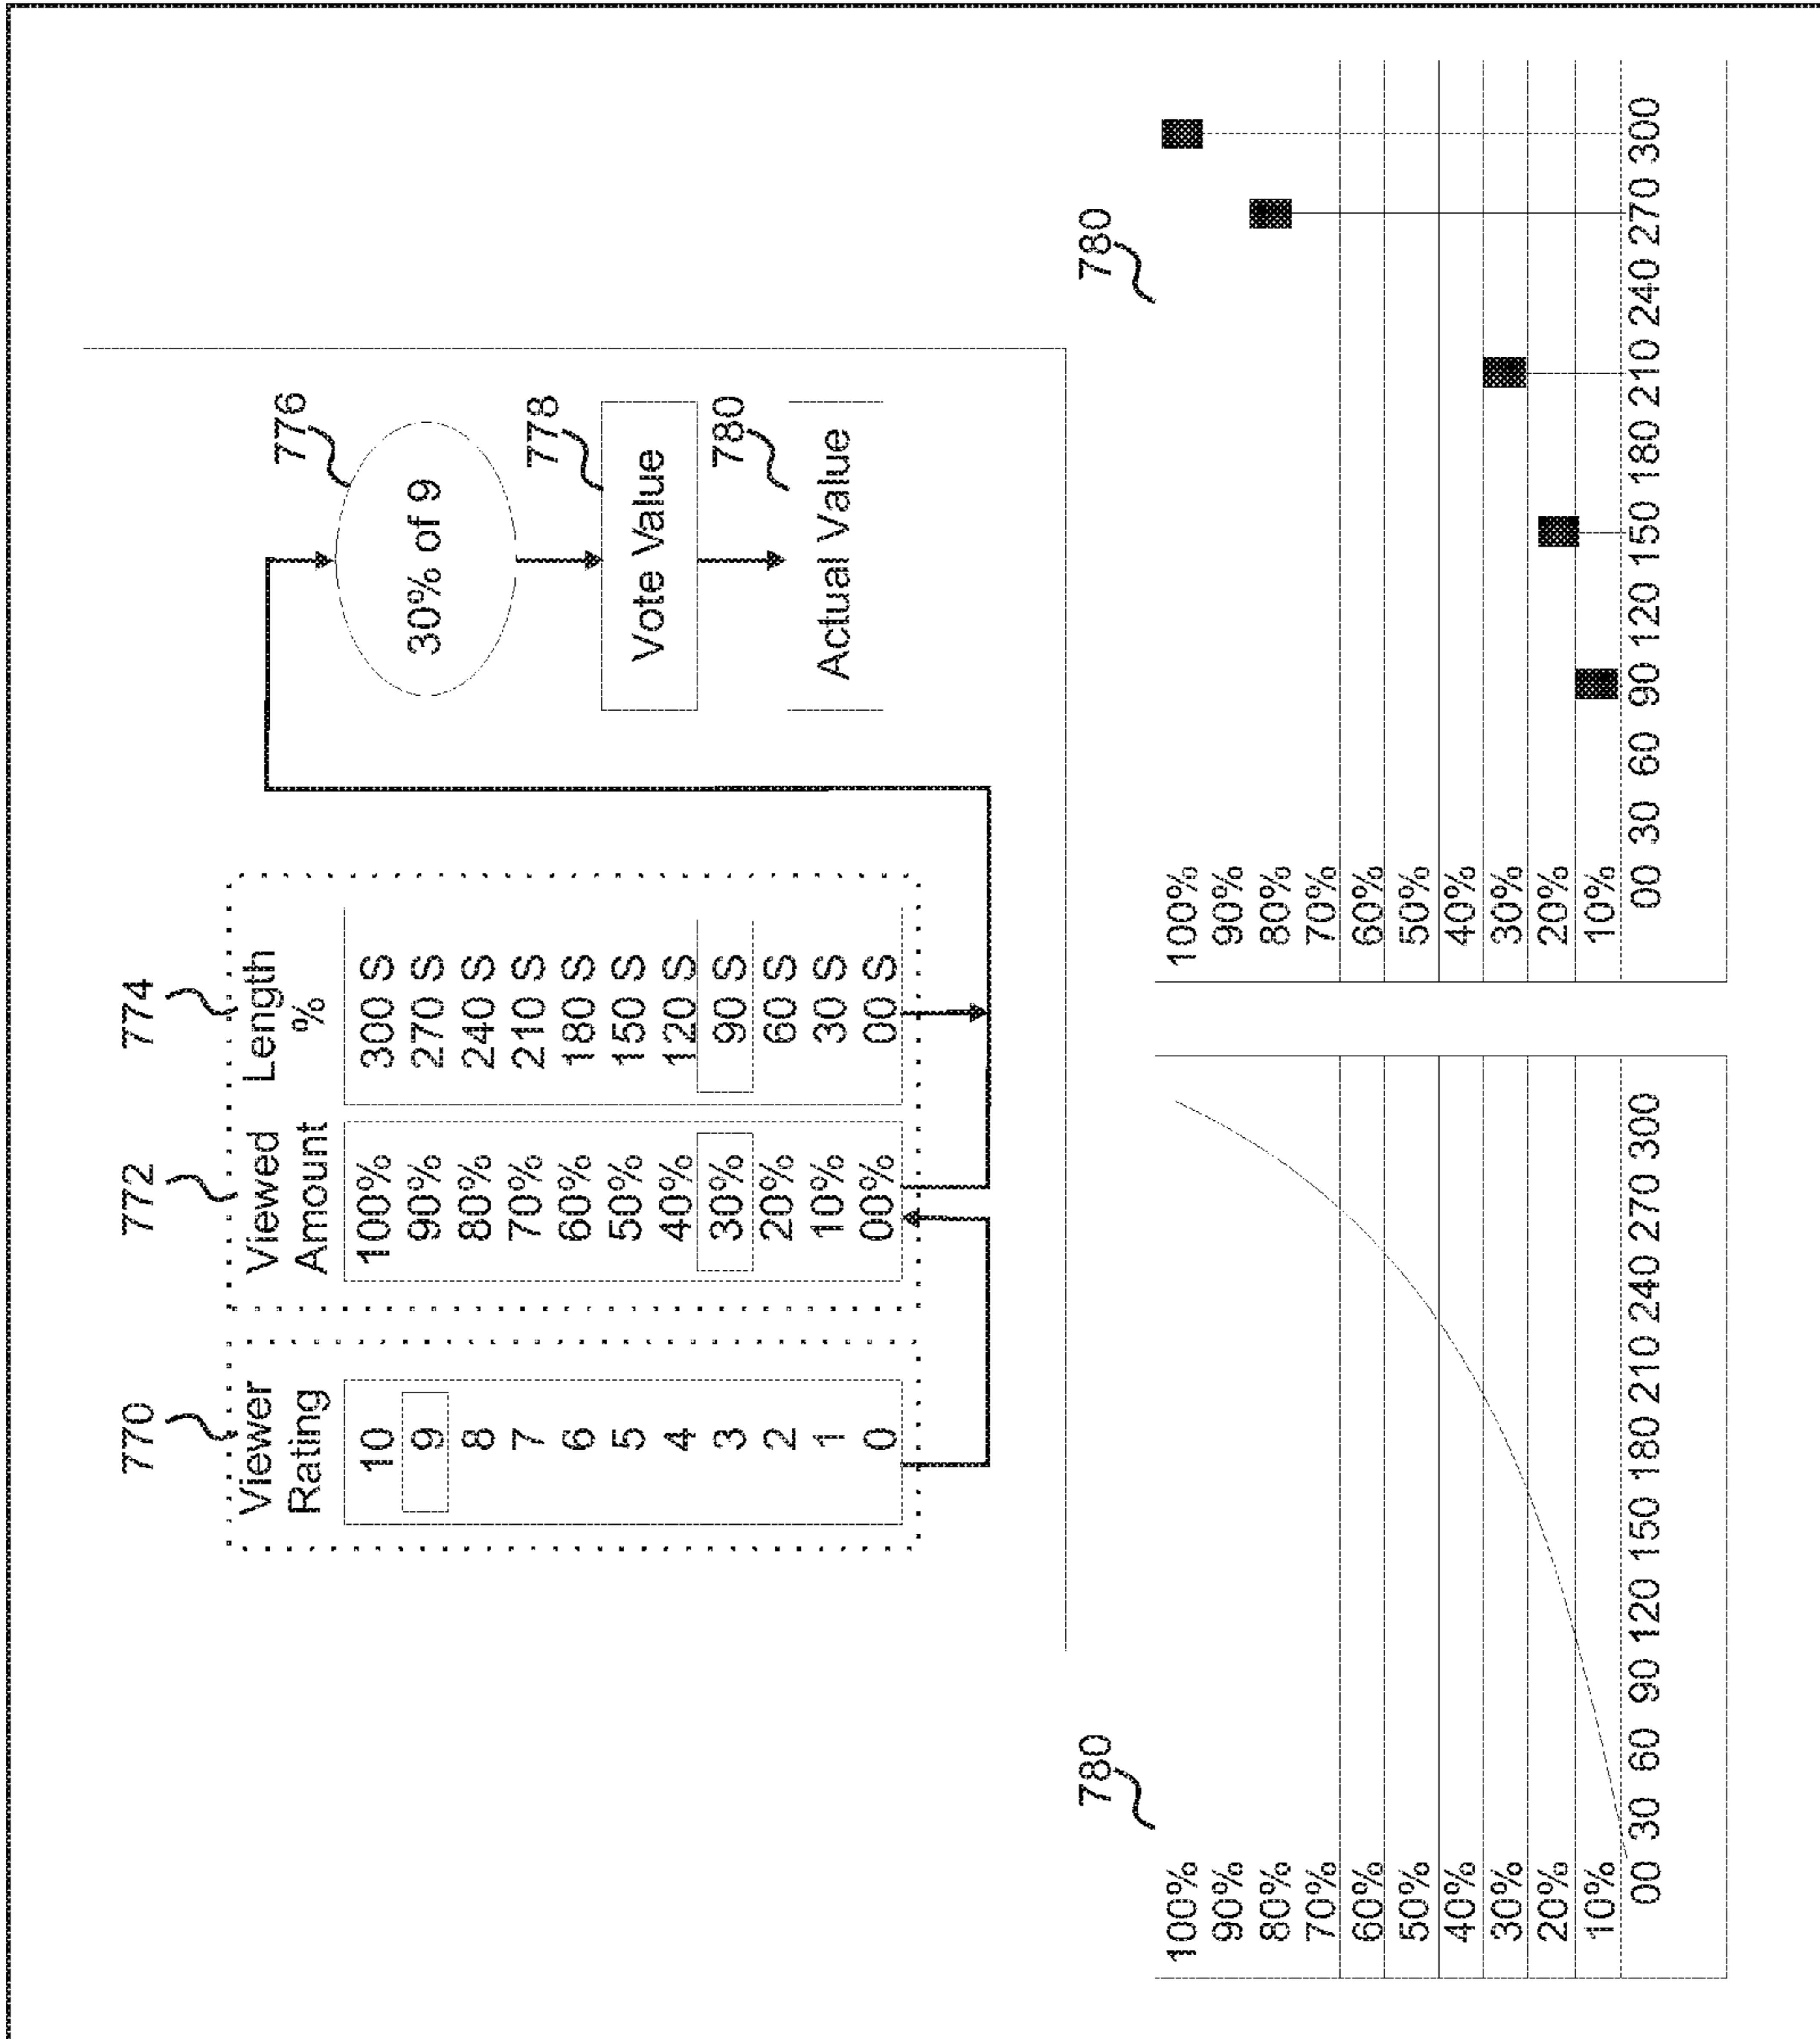 770
772
774
Viewer
Rating
Viewed
Amount
Length
%
10 100% 300 S
9 90% 270 S
8 80% 240 S
7 70% 210 S
6 60% 180 S
5 50% 150 S
4 40% 120 S
3 30% 90 S
2 20% 60 S
1 10% 30 S
0 00% 00 S
776
30% of 9
778
Vote Value
780
Actual Value
780
100%
90%
80%
70%
60%
50%
40%
30%
20%
10%
00 30 60 90 120 150 180 210 240 270 300
780
100%
90%
80%
70%
60%
50%
40%
30%
20%
10%
00 30 60 90 120 150 180 210 240 270 300